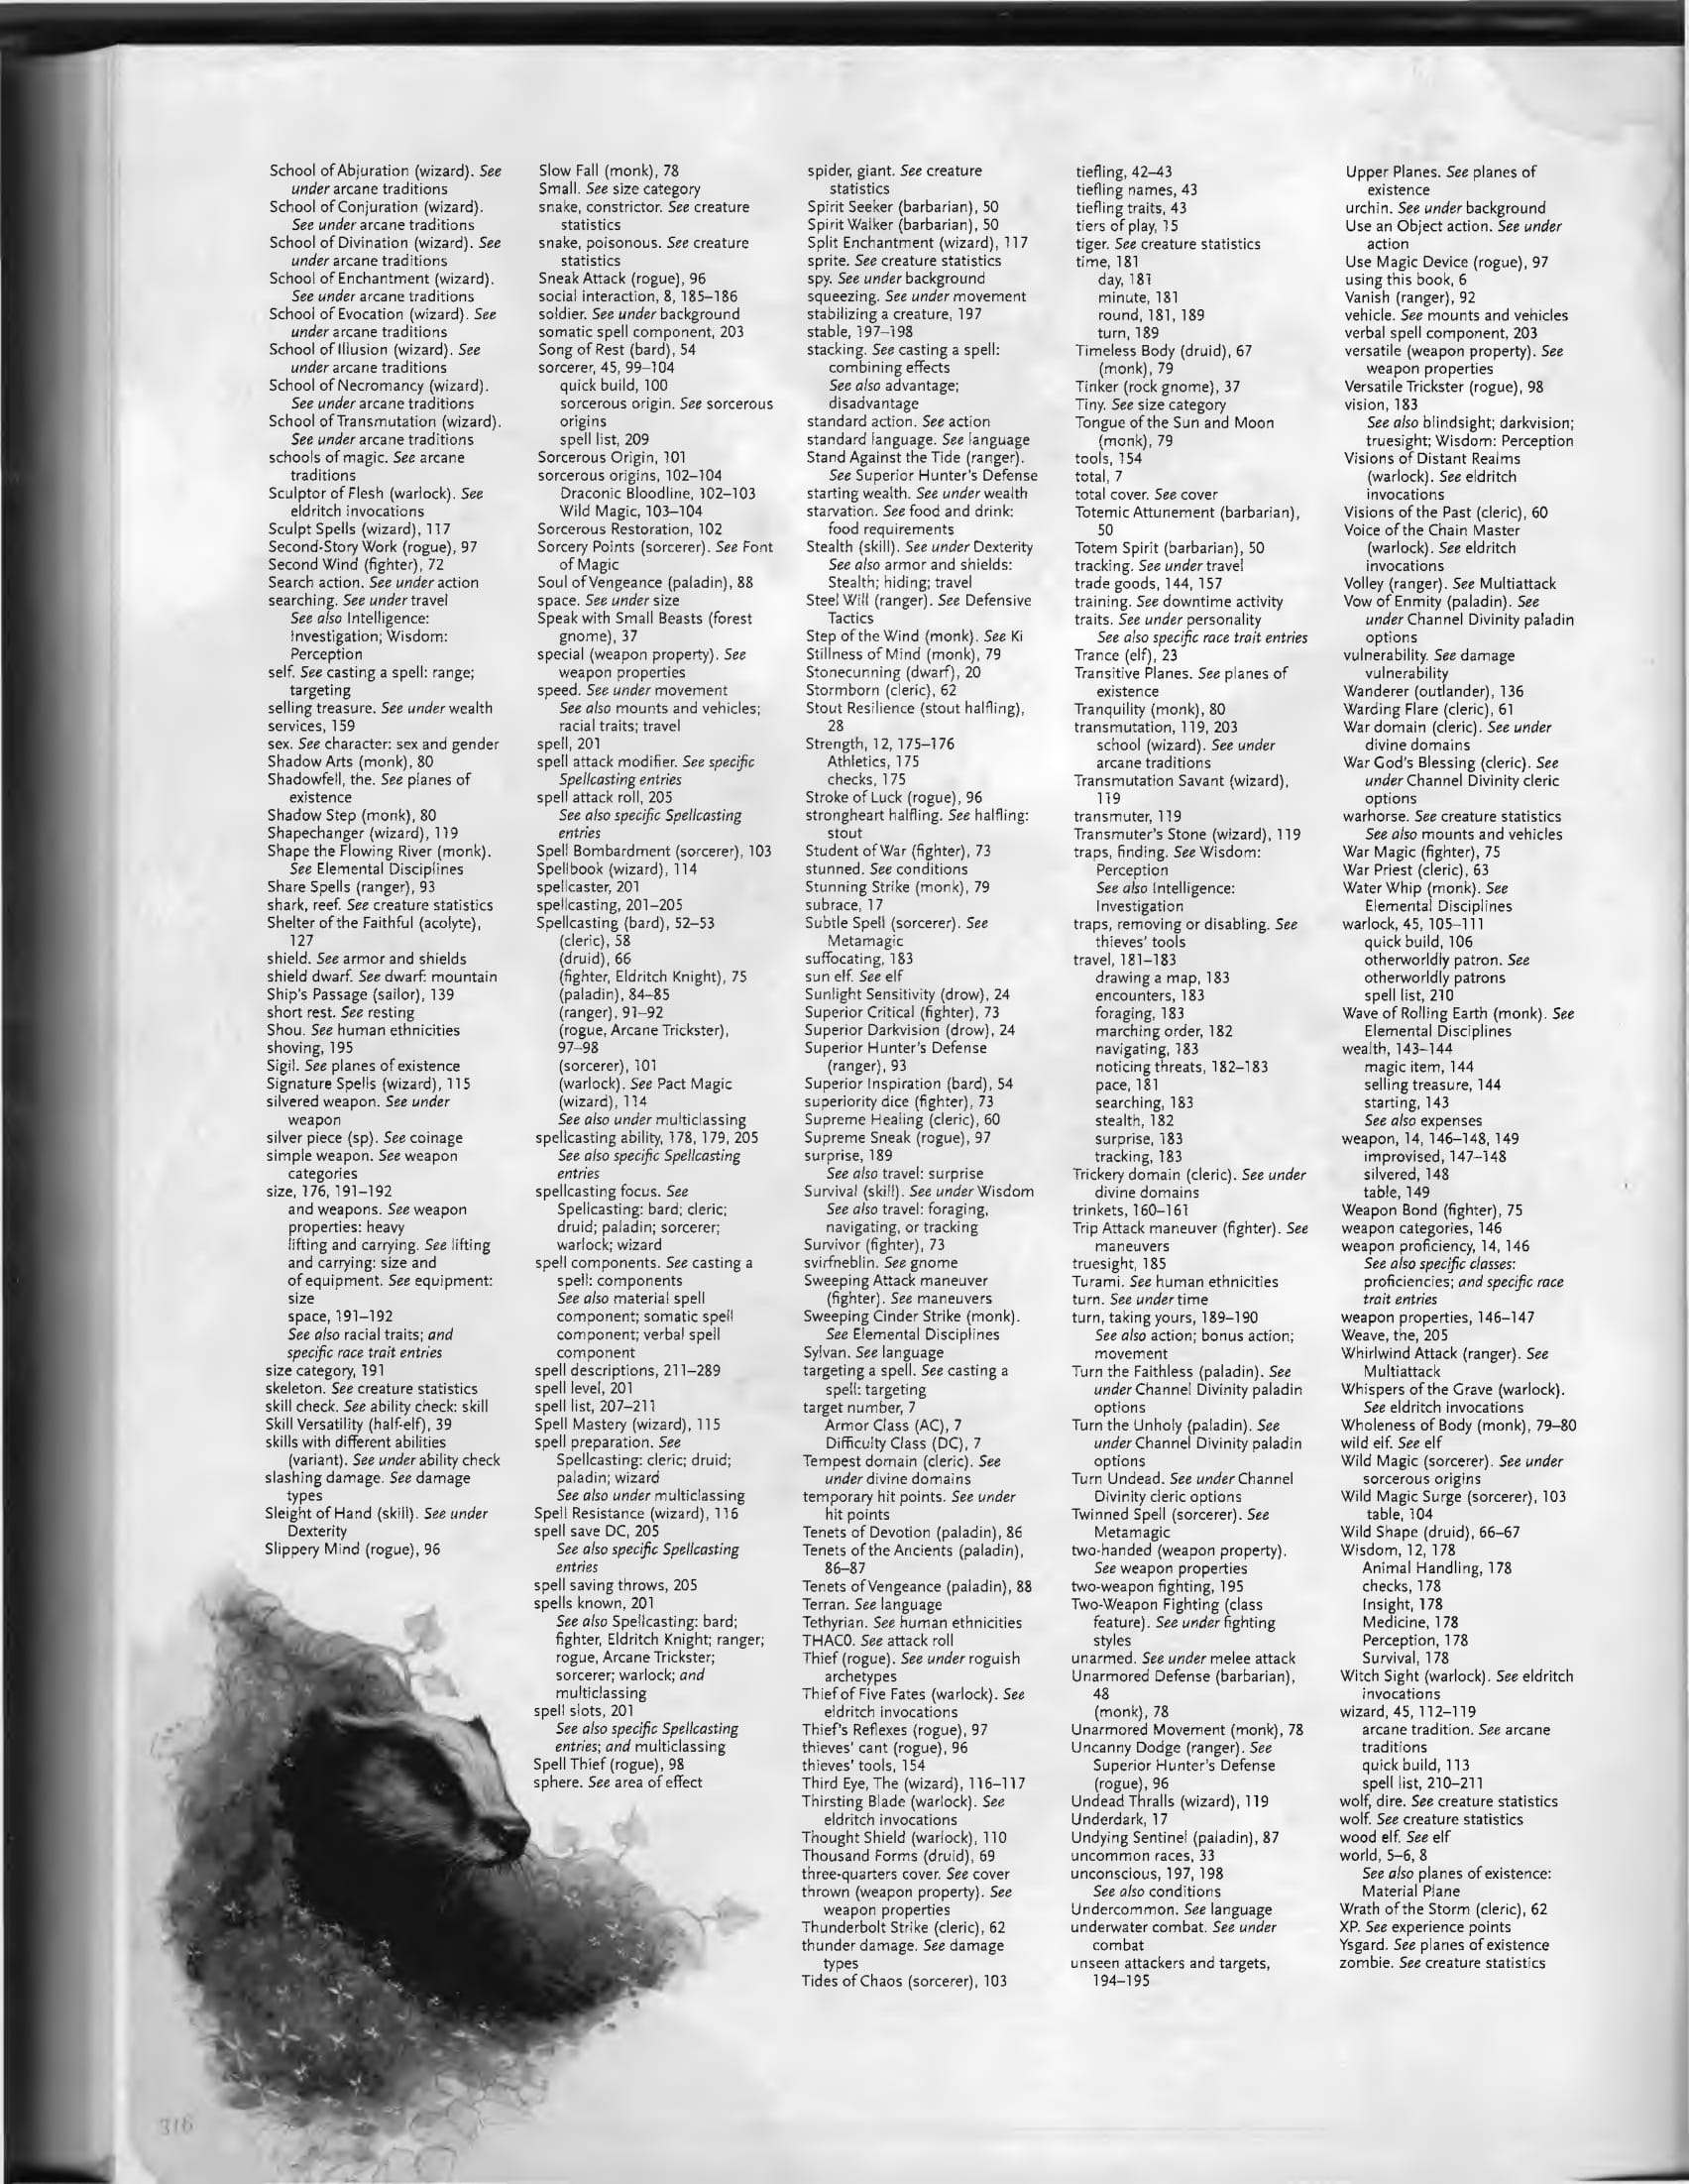 School of Abjuration (wizard). See
under arcane traditions
School of Conjuration (wizard).
See under arcane traditions
School of Divination (wizard). See
under arcane traditions
School of Enchantment (wizard).
See under arcane traditions
School of Evocation (wizard). See
under arcane traditions
School of Illusion (wizard). See
under arcane traditions
School of Necromancy (wizard).
See under arcane traditions
School of Transmutation (wizard).
See under arcane traditions
schools of magic. See arcane
traditions
Sculptor of Flesh (warlock). See
eldritch invocations
Sculpt Spells (wizard), 117
Second-Story Work (rogue), 97
Second Wind (fighter), 72
Search action. See under action
searching. See under travel
See also Intelligence:
Investigation; Wisdom:
Perception
self. See casting a spell: range;
targeting
selling treasure. See under wealth
services, 159
sex. See character: sex and gender
Shadow Arts (monk), 80
Shadowfell, the. See planes of
existence
Shadow Step (monk), 80
Shapechanger (wizard), 119
Shape the Flowing River (monk).
See Elemental Disciplines
Share Spells (ranger), 93
shark, reef. See creature statistics
Shelter of the Faithful (acolyte),
127
shield. See armor and shields
shield dwarf. See dwarf: mountain
Ship's Passage (sailor), 139
short rest. See resting
Shou. See human ethnicities
shoving, 195
Sigil. See planes of existence
Signature Spells (wizard), 115
silvered weapon. See under
weapon
silver piece (sp). See coinage
simple weapon. See weapon
categories
size, 176, 191–192
and weapons. See weapon
properties: heavy
lifting and carrying. See lifting
and carrying: size and
of equipment. See equipment:
size
space, 191–192
See also racial traits; and
specific race trait entries
size category, 191
skeleton. See creature statistics
skill check. See ability check: skill
Skill Versatility (half-elf), 39
skills with different abilities
(variant). See under ability check
slashing damage. See damage
types
Sleight of Hand (skill). See under
Dexterity
Slippery Mind (rogue), 96
Slow Fall (monk), 78
Small. See size category
snake, constrictor. See creature
statistics
snake, poisonous. See creature
statistics
Sneak Attack (rogue), 96
social interaction, 8, 185–186
soldier. See under background
somatic spell component, 203
Song of Rest (bard), 54
sorcerer, 45, 99–104
quick build, 100
sorcerous origin. See sorcerous
origins
spell list, 209
Sorcerous Origin, 101
sorcerous origins, 102–104
Draconic Bloodline, 102–103
Wild Magic, 103–104
Sorcerous Restoration, 102
Sorcery Points (sorcerer). See Font
of Magic
Soul of Vengeance (paladin), 88
space. See under size
Speak with Small Beasts (forest
gnome), 37
special (weapon property). See
weapon properties
speed. See under movement
See also mounts and vehicles;
racial traits; travel
spell, 201
spell attack modifier. See specific
Spellcasting entries
spell attack roll, 205
See also specific Spellcasting
entries
Spell Bombardment (sorcerer), 103
Spellbook (wizard), 114
spellcaster, 201
spellcasting, 201–205
Spellcasting (bard), 52–53
(cleric), 58
(druid), 66
(fighter, Eldritch Knight), 75
(paladin), 84–85
(ranger), 91–92
(rogue, Arcane Trickster),
97–98
(sorcerer), 101
(warlock). See Pact Magic
(wizard), 114
See also under multiclassing
spellcasting ability, 178, 179, 205
See also specific Spellcasting
entries
spellcasting focus. See
Spellcasting: bard; cleric;
druid; paladin; sorcerer;
warlock; wizard
spell components. See casting a
spell: components
See also material spell
component; somatic spell
component; verbal spell
component
spell descriptions, 211–289
spell level, 201
spell list, 207–211
Spell Mastery (wizard), 115
spell preparation. See
Spellcasting: cleric; druid;
paladin; wizard
See also under multiclassing
Spell Resistance (wizard), 116
spell save DC, 205
See also specific Spellcasting
entries
spell saving throws, 205
spells known, 201
See also Spellcasting: bard;
fighter, Eldritch Knight; ranger;
rogue, Arcane Trickster;
sorcerer; warlock; and
multiclassing
spell slots, 201
See also specific Spellcasting
entries; and multiclassing
Spell Thief (rogue), 98
sphere. See area of effect
spider, giant. See creature
statistics
Spirit Seeker (barbarian), 50
Spirit Walker (barbarian), 50
Split Enchantment (wizard), 117
sprite. See creature statistics
spy. See under background
squeezing. See under movement
stabilizing a creature, 197
stable, 197–198
stacking. See casting a spell:
combining effects
See also advantage;
disadvantage
standard action. See action
standard language. See language
Stand Against the Tide (ranger).
See Superior Hunter's Defense
starting wealth. See under wealth
starvation. See food and drink:
food requirements
Stealth (skill). See under Dexterity
See also armor and shields:
Stealth; hiding; travel
Steel Will (ranger). See Defensive
Tactics
Step of the Wind (monk). See Ki
Stillness of Mind (monk), 79
Stonecunning (dwarf), 20
Stormborn (cleric), 62
Stout Resilience (stout halfling),
28
Strength, 12, 175–176
Athletics, 175
checks, 175
Stroke of Luck (rogue), 96
strongheart halfling. See halfling:
stout
Student of War (fighter), 73
stunned. See conditions
Stunning Strike (monk), 79
subrace, 17
Subtle Spell (sorcerer). See
Metamagic
suffocating, 183
sun elf. See elf
Sunlight Sensitivity (drow), 24
Superior Critical (fighter), 73
Superior Darkvision (drow), 24
Superior Hunter's Defense
(ranger), 93
Superior Inspiration (bard), 54
superiority dice (fighter), 73
Supreme Healing (cleric), 60
Supreme Sneak (rogue), 97
surprise, 189
See also travel: surprise
Survival (skill). See under Wisdom
See also travel: foraging,
navigating, or tracking
Survivor (fighter), 73
svirfneblin. See gnome
Sweeping Attack maneuver
(fighter). See maneuvers
Sweeping Cinder Strike (monk).
See Elemental Disciplines
Sylvan. See language
targeting a spell. See casting a
spell: targeting
target number, 7
Armor Class (AC), 7
Difficulty Class (DC), 7
Tempest domain (cleric). See
under divine domains
temporary hit points. See under
hit points
Tenets of Devotion (paladin), 86
Tenets of the Ancients (paladin),
86–87
Tenets of Vengeance (paladin), 88
Terran. See language
Tethyrian. See human ethnicities
THAC0. See attack roll
Thief (rogue). See under roguish
archetypes
Thief of Five Fates (warlock). See
eldritch invocations
Thief's Reflexes (rogue), 97
thieves' cant (rogue), 96
thieves' tools, 154
Third Eye, The (wizard), 116–117
Thirsting Blade (warlock). See
eldritch invocations
Thought Shield (warlock), 110
Thousand Forms (druid), 69
three-quarters cover. See cover
thrown (weapon property). See
weapon properties
Thunderbolt Strike (cleric), 62
thunder damage. See damage
types
Tides of Chaos (sorcerer), 103
tiefling, 42–43
tiefling names, 43
tiefling traits, 43
tiers of play, 15
tiger. See creature statistics
time, 181
day, 181
minute, 181
round, 181, 189
turn, 189
Timeless Body (druid), 67
(monk), 79
Tinker (rock gnome), 37
Tiny. See size category
Tongue of the Sun and Moon
(monk), 79
tools, 154
total, 7
total cover. See cover
Totemic Attunement (barbarian),
50
Totem Spirit (barbarian), 50
tracking. See under travel
trade goods, 144, 157
training. See downtime activity
traits. See under personality
See also specific race trait entries
Trance (elf), 23
Transitive Planes. See planes of
existence
Tranquility (monk), 80
transmutation, 119, 203
school (wizard). See under
arcane traditions
Transmutation Savant (wizard),
119
transmuter, 119
Transmuter's Stone (wizard), 119
traps, finding. See Wisdom:
Perception
See also Intelligence:
Investigation
traps, removing or disabling. See
thieves' tools
travel, 181–183
drawing a map, 183
encounters, 183
foraging, 183
marching order, 182
navigating, 183
noticing threats, 182–183
pace, 181
searching, 183
stealth, 182
surprise, 183
tracking, 183
Trickery domain (cleric). See under
divine domains
trinkets, 160–161
Trip Attack maneuver (fighter). See
maneuvers
truesight, 185
Turami. See human ethnicities
turn. See under time
turn, taking yours, 189–190
See also action; bonus action;
movement
Turn the Faithless (paladin). See
under Channel Divinity paladin
options
Turn the Unholy (paladin). See
under Channel Divinity paladin
options
Turn Undead. See under Channel
Divinity cleric options
Twinned Spell (sorcerer). See
Metamagic
two-handed (weapon property).
See weapon properties
two-weapon fighting, 195
Two-Weapon Fighting (class
feature). See under fighting
styles
unarmed. See under melee attack
Unarmored Defense (barbarian),
48
(monk), 78
Unarmored Movement (monk), 78
Uncanny Dodge (ranger). See
Superior Hunter's Defense
(rogue), 96
Undead Thralls (wizard), 119
Underdark, 17
Undying Sentinel (paladin), 87
uncommon races, 33
unconscious, 197, 198
See also conditions
Undercommon. See language
underwater combat. See under
combat
unseen attackers and targets,
194–195
Upper Planes. See planes of
existence
urchin. See under background
Use an Object action. See under
action
Use Magic Device (rogue), 97
using this book, 6
Vanish (ranger), 92
vehicle. See mounts and vehicles
verbal spell component, 203
versatile (weapon property). See
weapon properties
Versatile Trickster (rogue), 98
vision, 183
See also blindsight; darkvision;
truesight; Wisdom: Perception
Visions of Distant Realms
(warlock). See eldritch
invocations
Visions of the Past (cleric), 60
Voice of the Chain Master
(warlock). See eldritch
invocations
Volley (ranger). See Multiattack
Vow of Enmity (paladin). See
under Channel Divinity paladin
options
vulnerability. See damage
vulnerability
Wanderer (outlander), 136
Warding Flare (cleric), 61
War domain (cleric). See under
divine domains
War God's Blessing (cleric). See
under Channel Divinity cleric
options
warhorse. See creature statistics
See also mounts and vehicles
War Magic (fighter), 75
War Priest (cleric), 63
Water Whip (monk). See
Elemental Disciplines
warlock, 45, 105–111
quick build, 106
otherworldly patron. See
otherworldly patrons
spell list, 210
Wave of Rolling Earth (monk). See
Elemental Disciplines
wealth, 143–144
magic item, 144
selling treasure, 144
starting, 143
See also expenses
weapon, 14, 146–148, 149
improvised, 147–148
silvered, 148
table, 149
Weapon Bond (fighter), 75
weapon categories, 146
weapon proficiency, 14, 146
See also specific classes:
proficiencies; and specific race
trait entries
weapon properties, 146–147
Weave, the, 205
Whirlwind Attack (ranger). See
Multiattack
Whispers of the Grave (warlock).
See eldritch invocations
Wholeness of Body (monk), 79–80
wild elf. See elf
Wild Magic (sorcerer). See under
sorcerous origins
Wild Magic Surge (sorcerer), 103
table, 104
Wild Shape (druid), 66–67
Wisdom, 12, 178
Animal Handling, 178
checks, 178
Insight, 178
Medicine, 178
Perception, 178
Survival, 178
Witch Sight (warlock). See eldritch
invocations
wizard, 45, 112–119
arcane tradition. See arcane
traditions
quick build, 113
spell list, 210–211
wolf, dire. See creature statistics
wolf. See creature statistics
wood elf. See elf
world, 5–6, 8
See also planes of existence:
Material Plane
Wrath of the Storm (cleric), 62
XP. See experience points
Ysgard. See planes of existence
zombie. See creature statistics
316